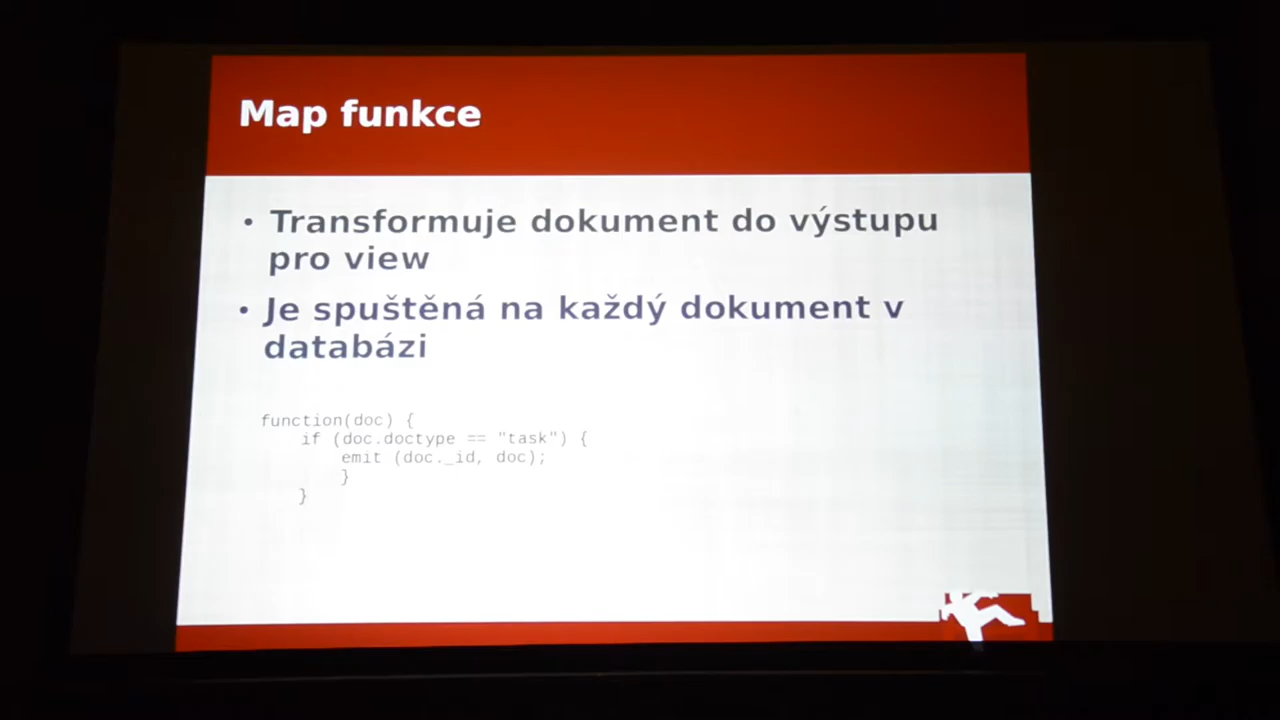 Map funkce
• Transformuje dokument do výstupu
pro view
• Je spuštěná na každý dokument v
databázi
function(doc) {
    if (doc.doctype == "task") {
        emit (doc._id, doc);
        }
    }